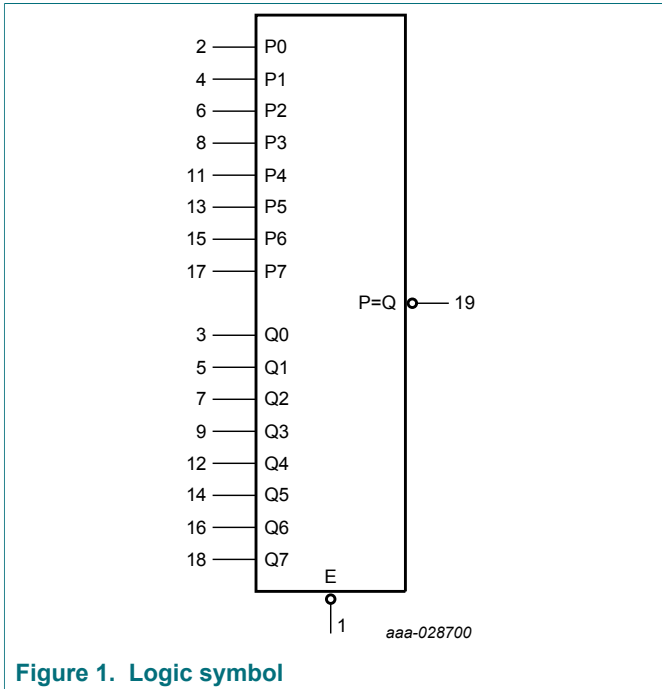 2 P0
4 P1
6 P2
8 P3
11 P4
13 P5
15 P6
17 P7
P=Q 19
3 Q0
5 Q1
7 Q2
9 Q3
12 Q4
14 Q5
16 Q6
18 Q7
E
1
aaa-028700
Figure 1. Logic symbol